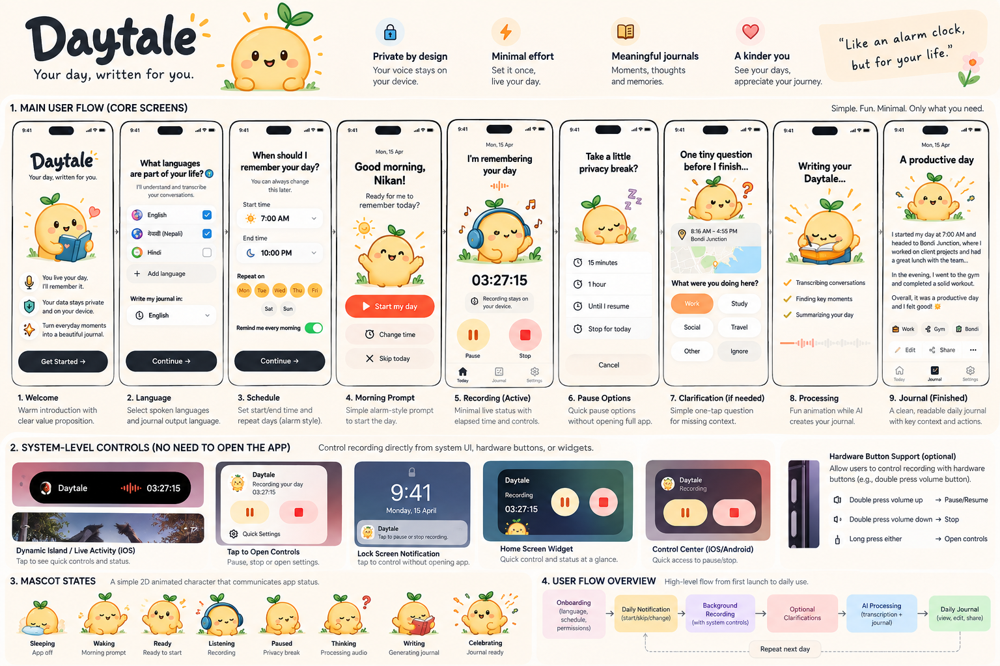 Daytale
Your day, written for you.
Private by design
Your voice stays on
your device.
Minimal effort
Set it once,
live your day.
Meaningful journals
Moments, thoughts
and memories.
A kinder you
See your days,
appreciate your journey.
“Like an alarm clock,
but for your life.”
1. MAIN USER FLOW (CORE SCREENS)
Simple. Fun. Minimal. Only what you need.
9:41
Daytale
Your day, written for you.
You live your day,
I'll remember it.
Your data stays private
and on your device.
Turn everyday moments
into a beautiful journal.
Get Started →
1. Welcome
Warm introduction with
clear value proposition.
9:41
What languages
are part of your life?
I'll understand and transcribe
your conversations.
English
(Nepali)
Hindi
+ Add language
Write my journal in:
English
Continue →
2. Language
Select spoken languages
and journal output language.
9:41
When should I
remember your day?
You can always change
this later.
Start time
7:00 AM
End time
10:00 PM
Repeat on
Mon Tue Wed Thu Fri
Sat Sun
Remind me every morning
Continue →
3. Schedule
Set start/end time and
repeat days (alarm style).
9:41
Mon, 15 Apr
Good morning,
Nikan!
Ready for me to
remember today?
Start my day
Change time
Skip today
4. Morning Prompt
Simple alarm-style prompt
to start the day.
9:41
Mon, 15 Apr
I'm remembering
your day
03:27:15
Recording stays on
your device.
Pause Stop
Today Journal Settings
5. Recording (Active)
Minimal live status with
elapsed time and controls.
9:41
Take a little
privacy break?
z z z
15 minutes
1 hour
Until I resume
Stop for today
Cancel
6. Pause Options
Quick pause options
without opening full app.
9:41
One tiny question
before I finish...
?
8:16 AM – 4:55 PM
Bondi Junction
What were you doing here?
Work Study
Social Travel
Other Ignore
7. Clarification (if needed)
Simple one-tap question
for missing context.
9:41
Writing your
Daytale...
Transcribing conversations
Finding key moments
Summarizing your day
8. Processing
Fun animation while AI
creates your journal.
9:41
Mon, 15 Apr
A productive day
I started my day at 7:00 AM and
headed to Bondi Junction, where I
worked on client projects and had
a great lunch with the team...
In the evening, I went to the gym
and completed a solid workout.
Overall, it was a productive day
and I felt good!
Work Gym Bondi
Edit Share
Today Journal Settings
9. Journal (Finished)
A clean, readable daily journal
with key context and actions.
2. SYSTEM-LEVEL CONTROLS (NO NEED TO OPEN THE APP)
Control recording directly from system UI, hardware buttons, or widgets.
Daytale 03:27:15
Dynamic Island / Live Activity (iOS)
Tap to see quick controls and status.
Daytale
Recording your day
03:27:15
Quick Settings
Tap to Open Controls
Pause, stop or open settings.
9:41
Monday, 15 April
Daytale
Tap to pause or stop recording.
Lock Screen Notification
tap to control without opening app.
Daytale
Recording
03:27:15
Home Screen Widget
Quick control and status at a glance.
Daytale
Recording
Control Center (iOS/Android)
Quick access to pause/stop.
Hardware Button Support (optional)
Allow users to control recording with hardware
buttons (e.g., double press volume button).
Double press volume up → Pause/Resume
Double press volume down → Stop
Long press either → Open controls
3. MASCOT STATES
A simple 2D animated character that communicates app status.
?
Sleeping
App off
Waking
Morning prompt
Ready
Ready to start
Listening
Recording
Paused
Privacy break
Thinking
Processing audio
Writing
Generating journal
Celebrating
Journal ready
4. USER FLOW OVERVIEW
High-level flow from first launch to daily use.
Onboarding
(language,
schedule,
permissions)
Daily Notification
(start/skip/change)
Background
Recording
(with system controls)
Optional
Clarifications
AI Processing
(transcription +
journal)
Daily Journal
(view, edit, share)
Repeat next day